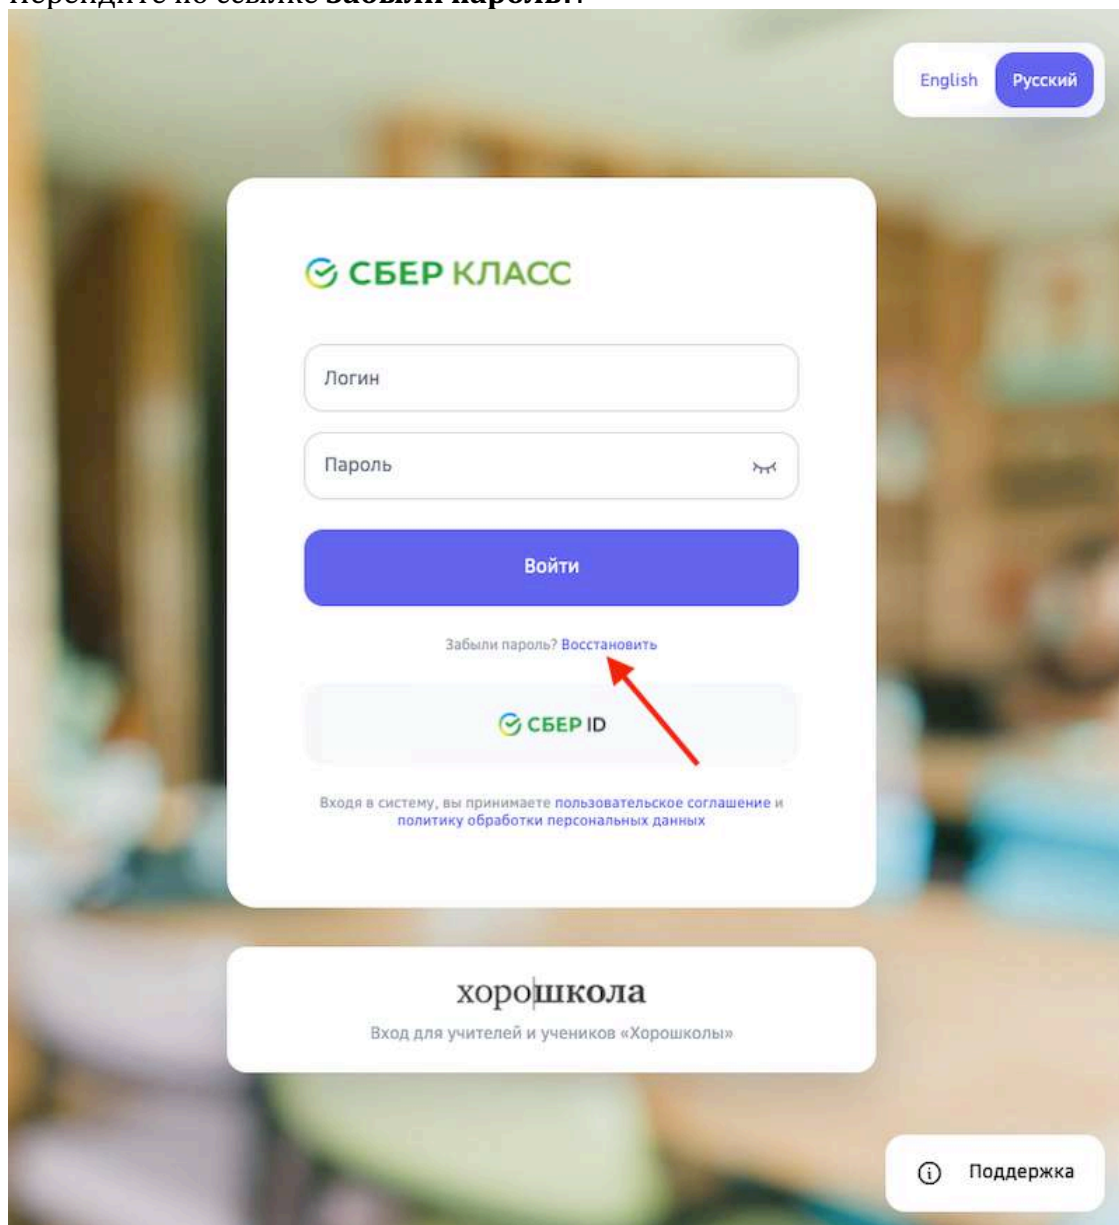 Перейдите по ссылке Забыли пароль?.
English Русский
СБЕР КЛАСС
Логин
Пароль
Войти
Забыли пароль? Восстановить
СБЕР ID
Входя в систему, вы принимаете пользовательское соглашение и
политику обработки персональных данных
хорошкола
Вход для учителей и учеников «Хорошколы»
Поддержка